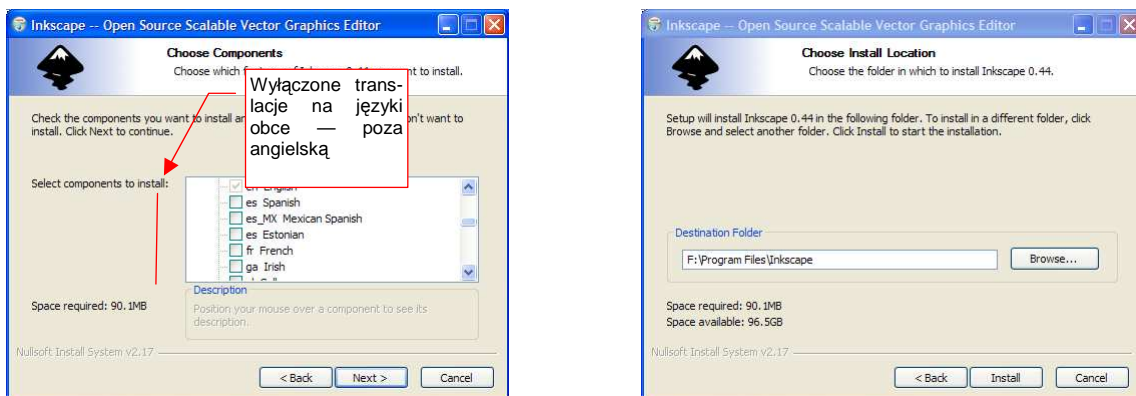 Inkscape -- Open Source Scalable Vector Graphics Editor
Choose Components
Choose which nt to install.
Wyłączone trans-
lacje na języki
obce — poza
angielską
Check the components you want to install an on't want to
install. Click Next to continue.
Select components to install:
en English
es Spanish
es_MX Mexican Spanish
es Estonian
fr French
ga Irish
Space required: 90.1MB
Description
Position your mouse over a component to see its
description.
Nullsoft Install System v2.17
< Back Next > Cancel
Inkscape -- Open Source Scalable Vector Graphics Editor
Choose Install Location
Choose the folder in which to install Inkscape 0.44.
Setup will install Inkscape 0.44 in the following folder. To install in a different folder, click
Browse and select another folder. Click Install to start the installation.
Destination Folder
F:\Program Files\Inkscape Browse...
Space required: 90.1MB
Space available: 96.5GB
Nullsoft Install System v2.17
< Back Install Cancel